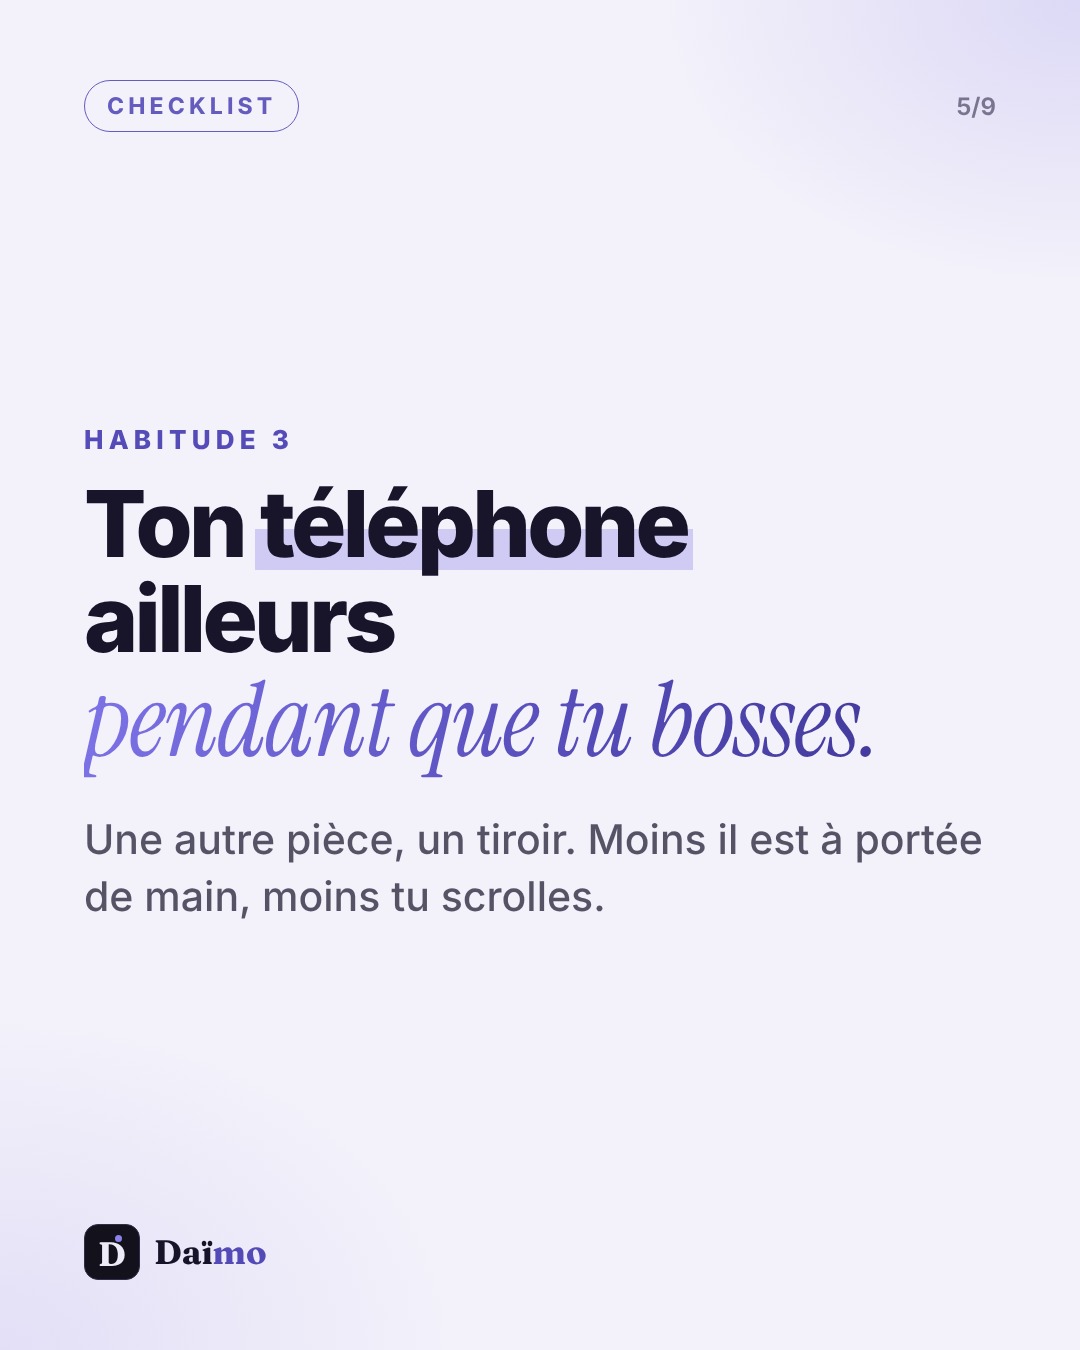 CHECKLIST
5/9
HABITUDE 3
Ton téléphone
ailleurs
pendant que tu bosses.
Une autre pièce, un tiroir. Moins il est à portée
de main, moins tu scrolles.
D Daïmo